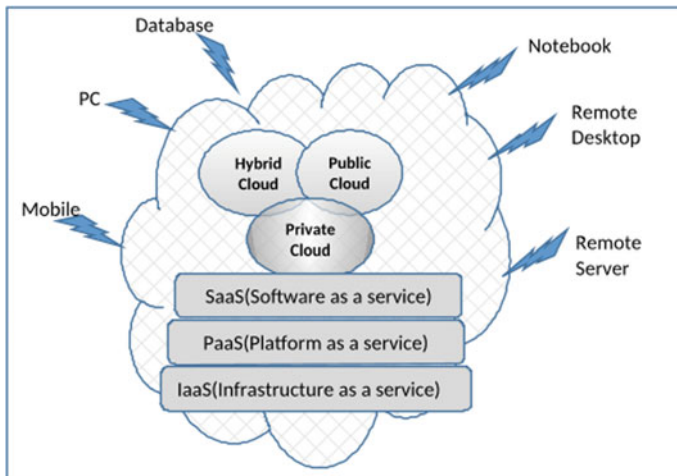 Database
Notebook
PC
Remote
Desktop
Hybrid
Cloud
Public
Cloud
Mobile
Private
Cloud
Remote
Server
SaaS(Software as a service)
PaaS(Platform as a service)
IaaS(Infrastructure as a service)